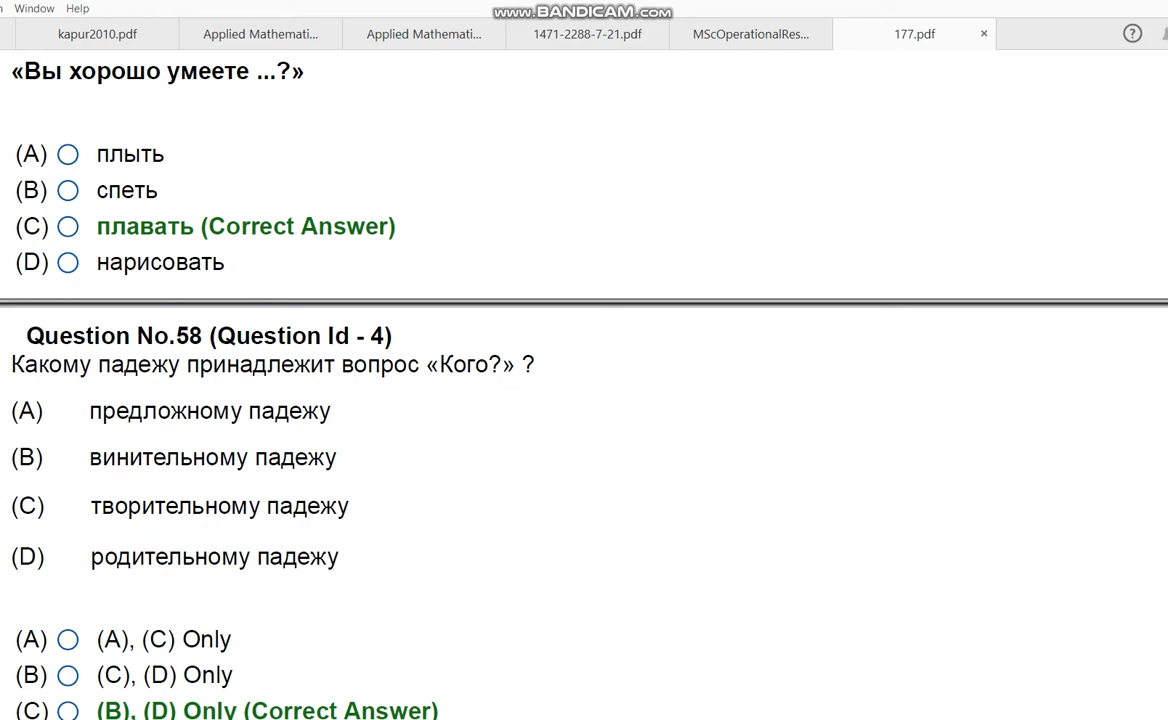 Window Help
www.BANDICAM.com
kapur2010.pdf
Applied Mathemati...
Applied Mathemati...
1471-2288-7-21.pdf
MScOperationalRes...
177.pdf ×
?
«Вы хорошо умеете ...?»
(A) плыть
(B) спеть
(C) плавать (Correct Answer)
(D) нарисовать
Question No.58 (Question Id - 4)
Какому падежу принадлежит вопрос «Кого?» ?
(A) предложному падежу
(B) винительному падежу
(C) творительному падежу
(D) родительному падежу
(A) (A), (C) Only
(B) (C), (D) Only
(C) (B), (D) Only (Correct Answer)